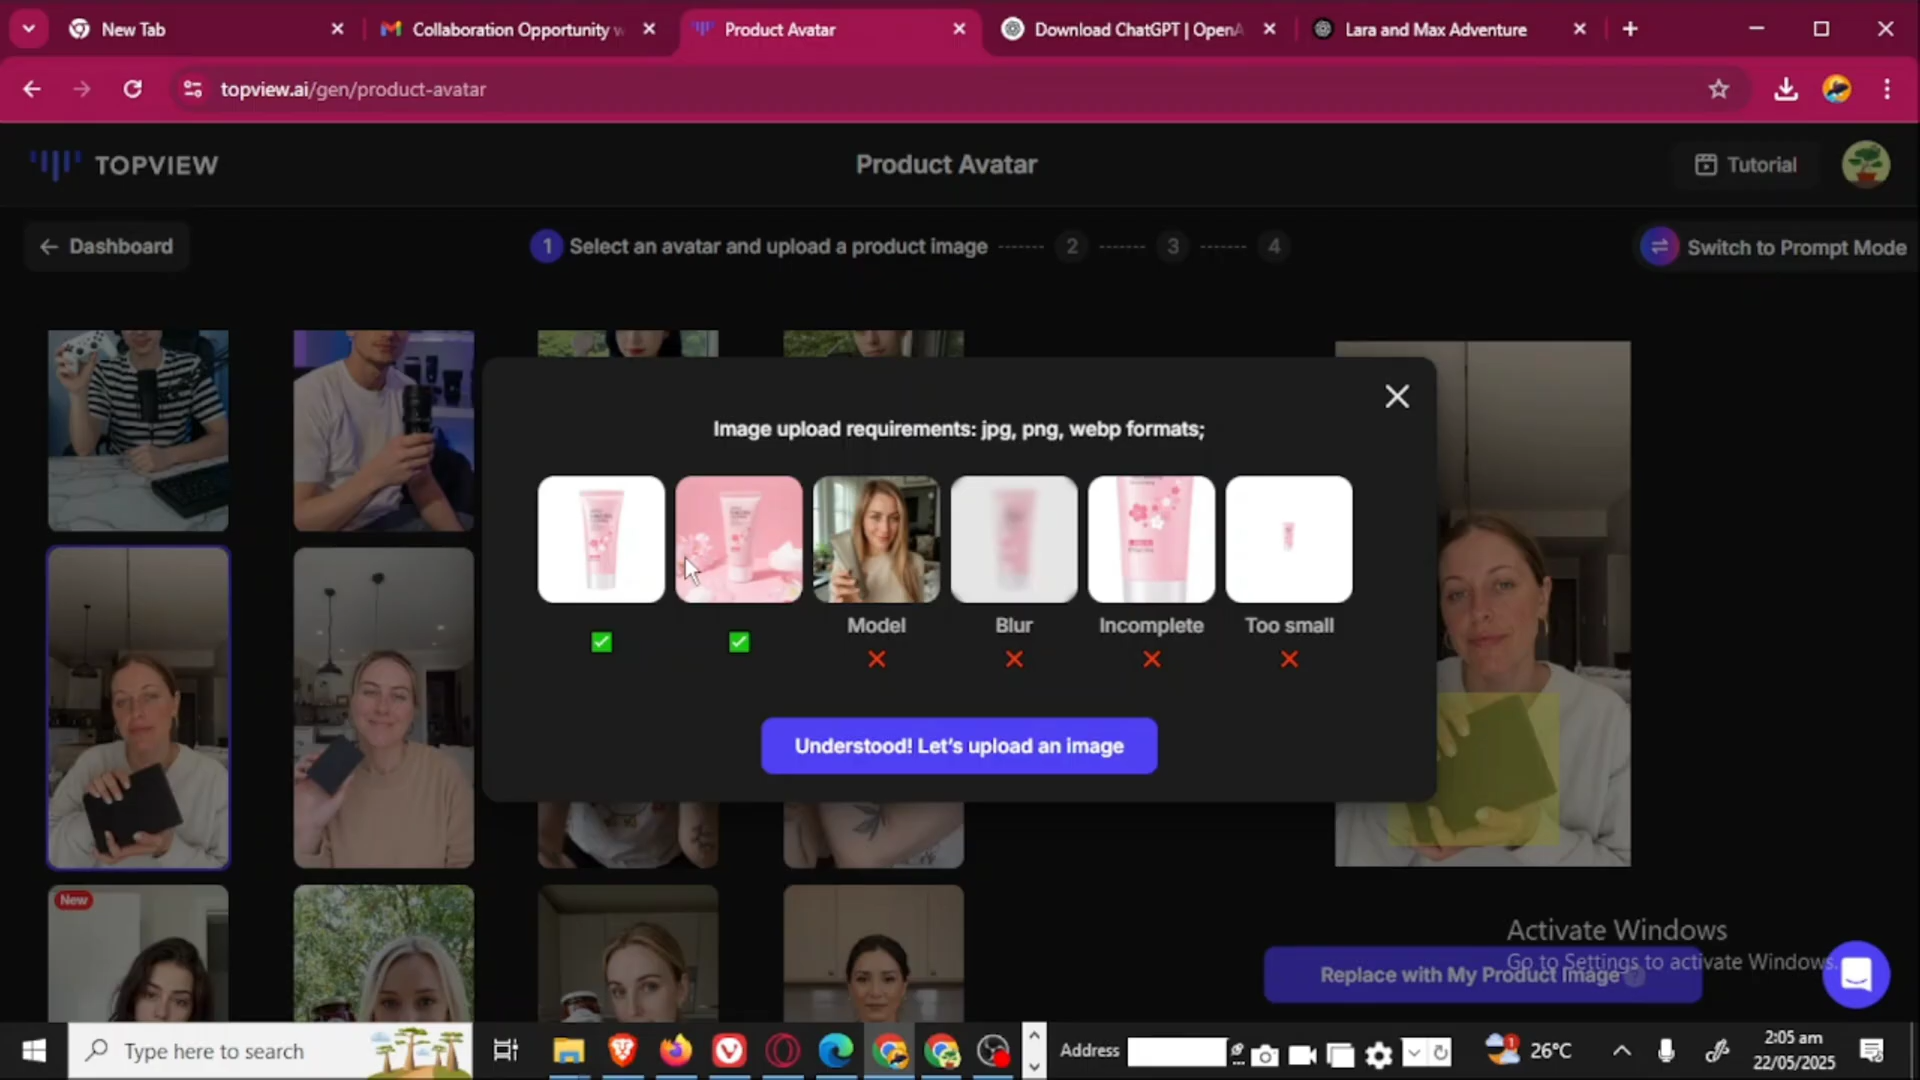 New Tab
Collaboration Opportunity w
Product Avatar
Download ChatGPT | OpenA
Lara and Max Adventure
topview.ai/gen/product-avatar
TOPVIEW
Product Avatar
Tutorial
Dashboard
1 Select an avatar and upload a product image 2 3 4
Switch to Prompt Mode
Image upload requirements: jpg, png, webp formats;
Model
Blur
Incomplete
Too small
Understood! Let's upload an image
New
Activate Windows
Go to Settings to activate Windows.
Replace with My Product Image
Type here to search
Address
1
26°C
2:05 am
22/05/2025